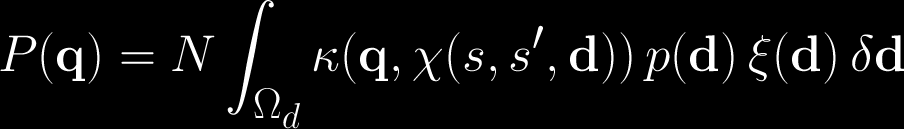 P(𝐪) = N ∫_{Ω_d} κ(𝐪, χ(s, s′, 𝐝)) p(𝐝) ξ(𝐝) δ𝐝